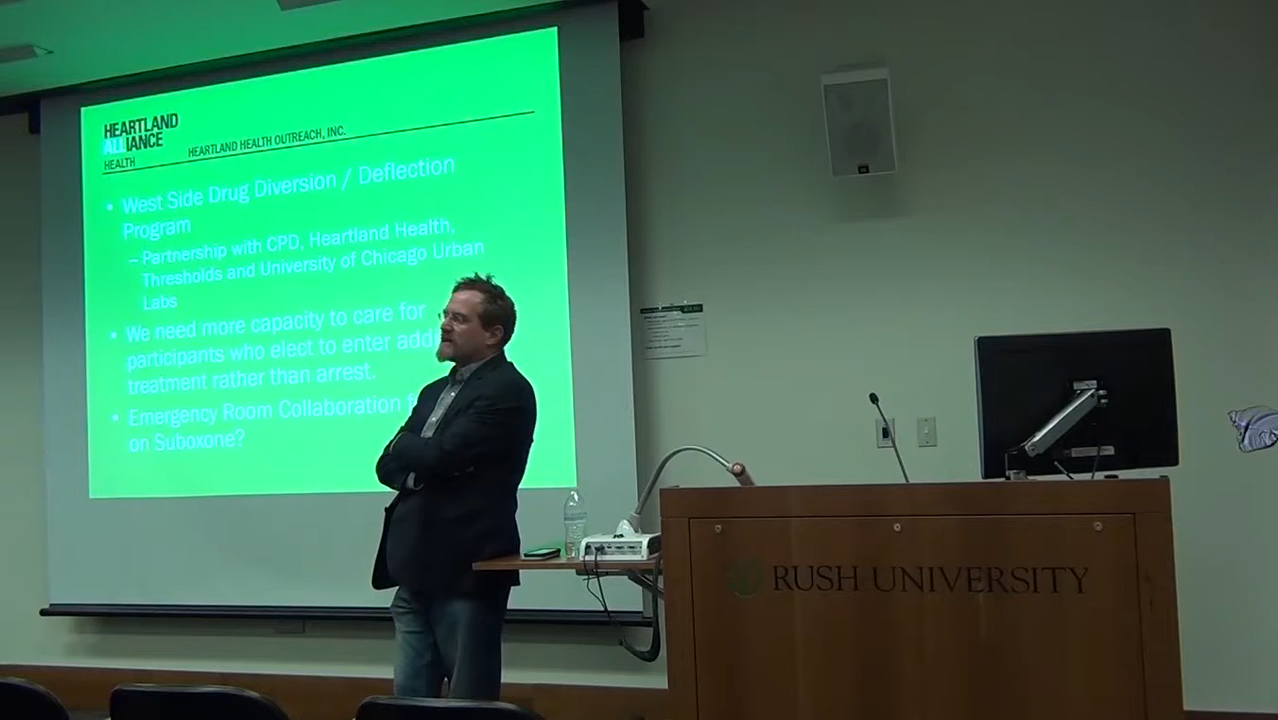 HEARTLAND
ALLIANCE
HEALTH
HEARTLAND HEALTH OUTREACH, INC.
• West Side Drug Diversion / Deflection
Program
– Partnership with CPD, Heartland Health,
Thresholds and University of Chicago Urban
Labs
• We need more capacity to care for
participants who elect to enter add
treatment rather than arrest.
• Emergency Room Collaboration
on Suboxone?
RUSH UNIVERSITY